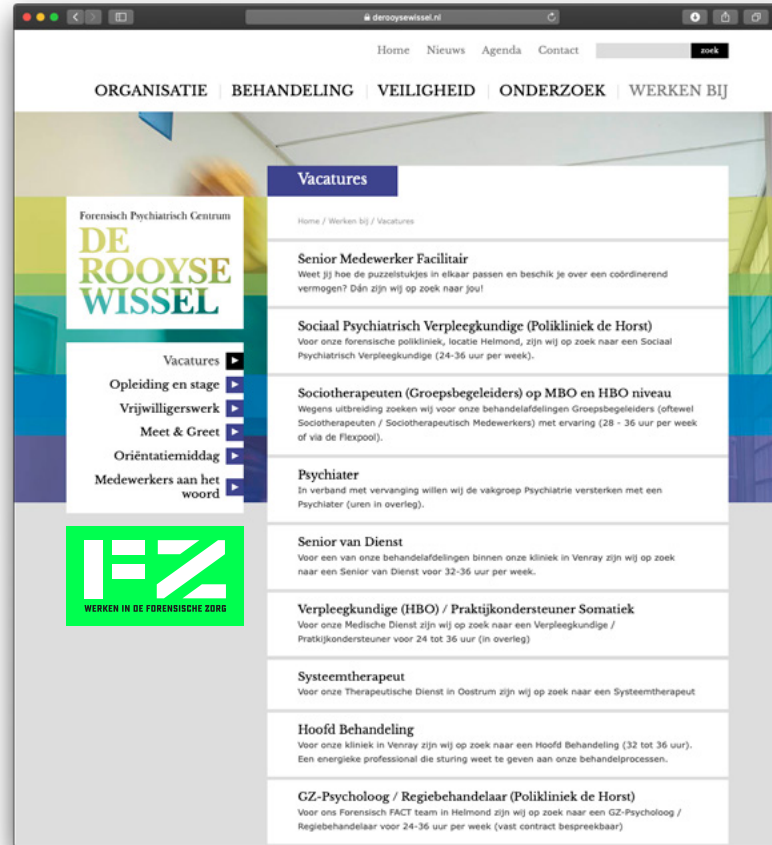 derooysewissel.nl
Home Nieuws Agenda Contact zoek
ORGANISATIE BEHANDELING VEILIGHEID ONDERZOEK WERKEN BIJ
Forensisch Psychiatrisch Centrum
DE
ROOYSE
WISSEL
Vacatures
Opleiding en stage
Vrijwilligerswerk
Meet & Greet
Oriëntatiemiddag
Medewerkers aan het
woord
FZ
WERKEN IN DE FORENSISCHE ZORG
Vacatures
Home / Werken bij / Vacatures
Senior Medewerker Facilitair
Weet jij hoe de puzzelstukjes in elkaar passen en beschik je over een coördinerend
vermogen? Dán zijn wij op zoek naar jou!
Sociaal Psychiatrisch Verpleegkundige (Polikliniek de Horst)
Voor onze forensische polikliniek, locatie Helmond, zijn wij op zoek naar een Sociaal
Psychiatrisch Verpleegkundige (24-36 uur per week).
Sociotherapeuten (Groepsbegeleiders) op MBO en HBO niveau
Wegens uitbreiding zoeken wij voor onze behandelafdelingen Groepsbegeleiders (oftewel
Sociotherapeuten / Sociotherapeutisch Medewerkers) met ervaring (28 - 36 uur per week
of via de Flexpool).
Psychiater
In verband met vervanging willen wij de vakgroep Psychiatrie versterken met een
Psychiater (uren in overleg).
Senior van Dienst
Voor een van onze behandelafdelingen binnen onze kliniek in Venray zijn wij op zoek
naar een Senior van Dienst voor 32-36 uur per week.
Verpleegkundige (HBO) / Praktijkondersteuner Somatiek
Voor onze Medische Dienst zijn wij op zoek naar een Verpleegkundige /
Pratkijkondersteuner voor 24 tot 36 uur (in overleg)
Systeemtherapeut
Voor onze Therapeutische Dienst in Oostrum zijn wij op zoek naar een Systeemtherapeut
Hoofd Behandeling
Voor onze kliniek in Venray zijn wij op zoek naar een Hoofd Behandeling (32 tot 36 uur).
Een energieke professional die sturing weet te geven aan onze behandelprocessen.
GZ-Psycholoog / Regiebehandelaar (Polikliniek de Horst)
Voor ons Forensisch FACT team in Helmond zijn wij op zoek naar een GZ-Psycholoog /
Regiebehandelaar voor 24-36 uur per week (vast contract bespreekbaar)